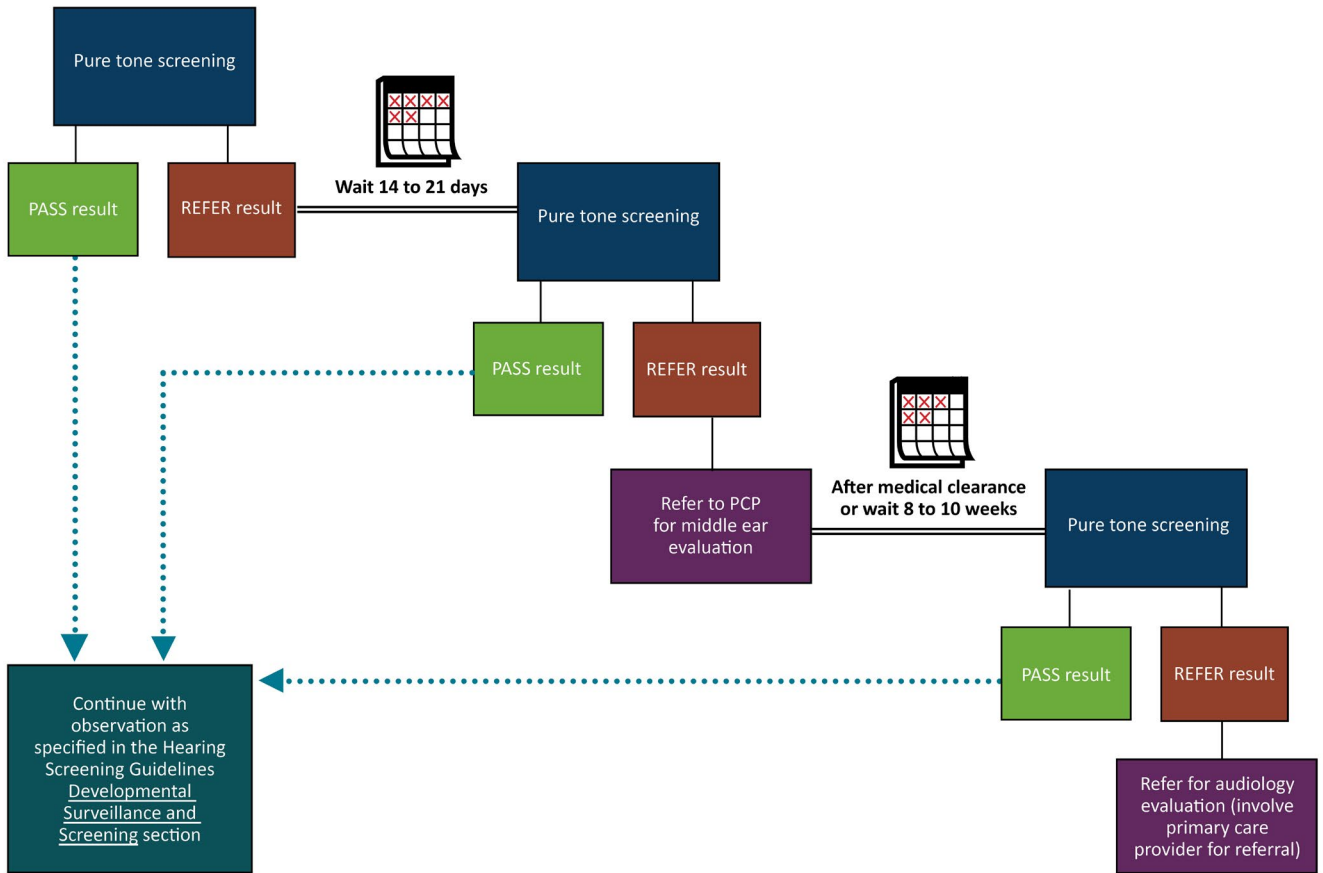 Pure tone screening
PASS result
REFER result
Wait 14 to 21 days
Pure tone screening
PASS result
REFER result
Refer to PCP
for middle ear
evaluation
After medical clearance
or wait 8 to 10 weeks
Pure tone screening
PASS result
REFER result
Continue with
observation as
specified in the Hearing
Screening Guidelines
Developmental
Surveillance and
Screening section
Refer for audiology
evaluation (involve
primary care
provider for referral)